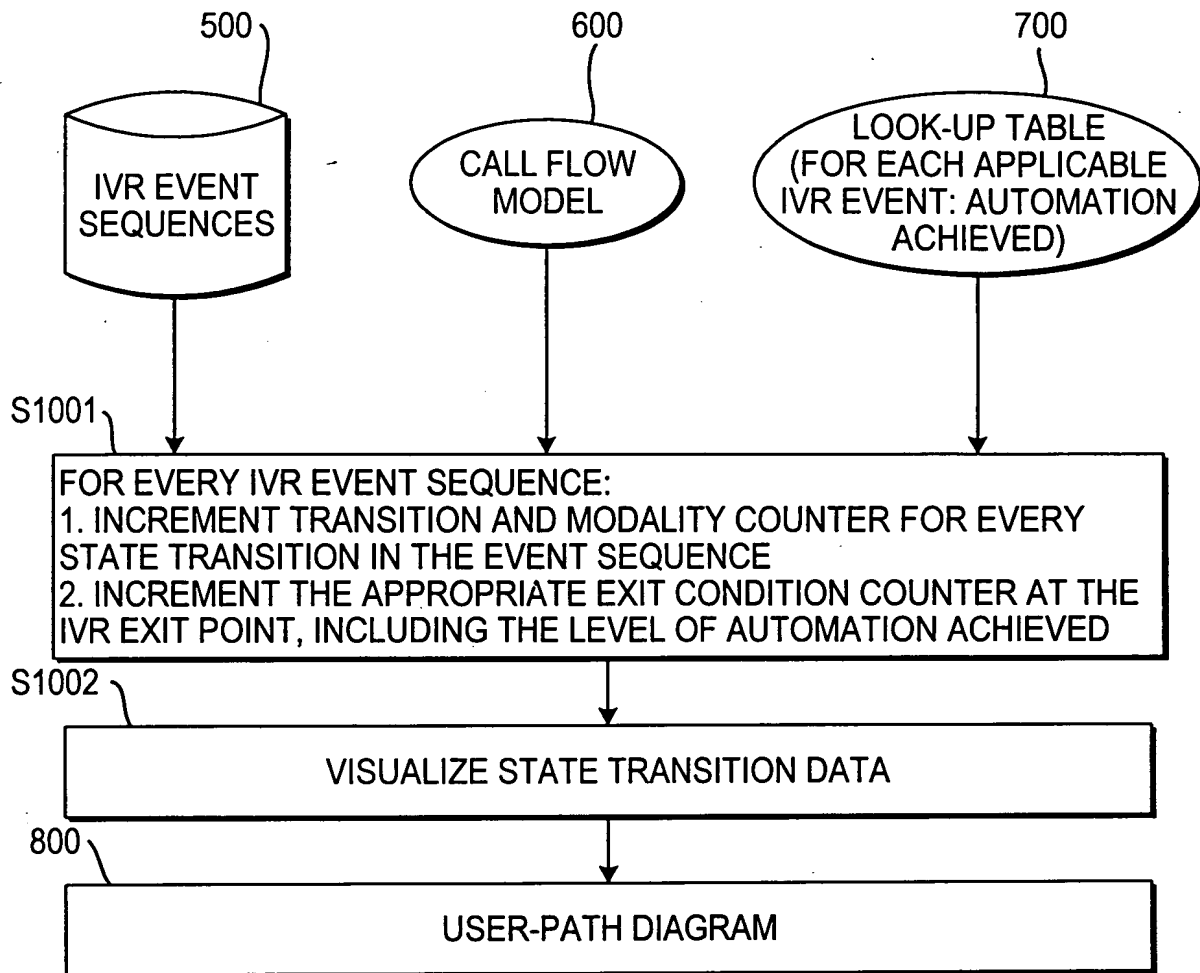 500
600
700
IVR EVENT
SEQUENCES
CALL FLOW
MODEL
LOOK-UP TABLE
(FOR EACH APPLICABLE
IVR EVENT: AUTOMATION
ACHIEVED)
S1001
FOR EVERY IVR EVENT SEQUENCE:
1. INCREMENT TRANSITION AND MODALITY COUNTER FOR EVERY
STATE TRANSITION IN THE EVENT SEQUENCE
2. INCREMENT THE APPROPRIATE EXIT CONDITION COUNTER AT THE
IVR EXIT POINT, INCLUDING THE LEVEL OF AUTOMATION ACHIEVED
S1002
VISUALIZE STATE TRANSITION DATA
800
USER-PATH DIAGRAM